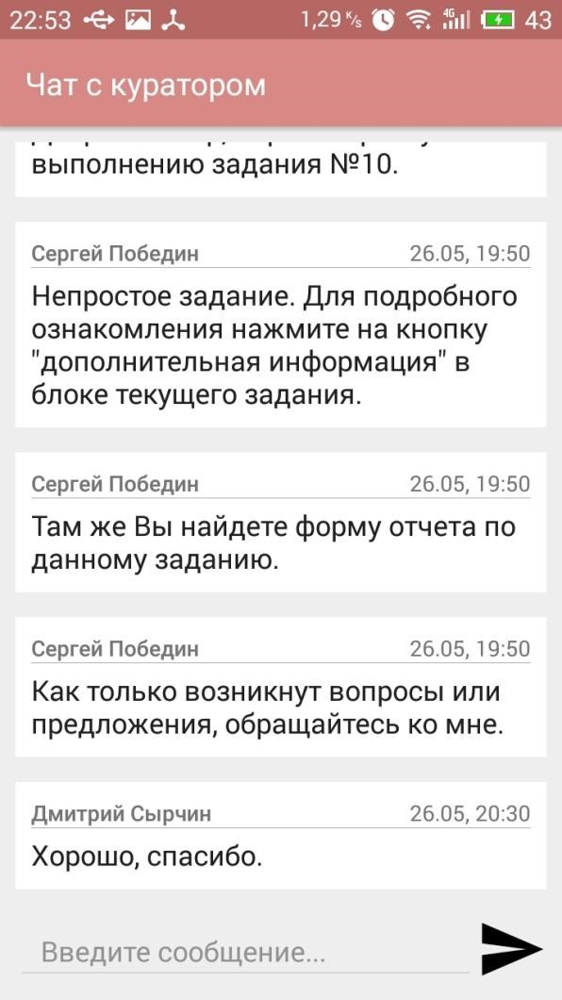 22:53 1,29 K/s 4G 43
Чат с куратором
выполнению задания №10.
Сергей Победин 26.05, 19:50
Непростое задание. Для подробного
ознакомления нажмите на кнопку
"дополнительная информация" в
блоке текущего задания.
Сергей Победин 26.05, 19:50
Там же Вы найдете форму отчета по
данному заданию.
Сергей Победин 26.05, 19:50
Как только возникнут вопросы или
предложения, обращайтесь ко мне.
Дмитрий Сырчин 26.05, 20:30
Хорошо, спасибо.
Введите сообщение...